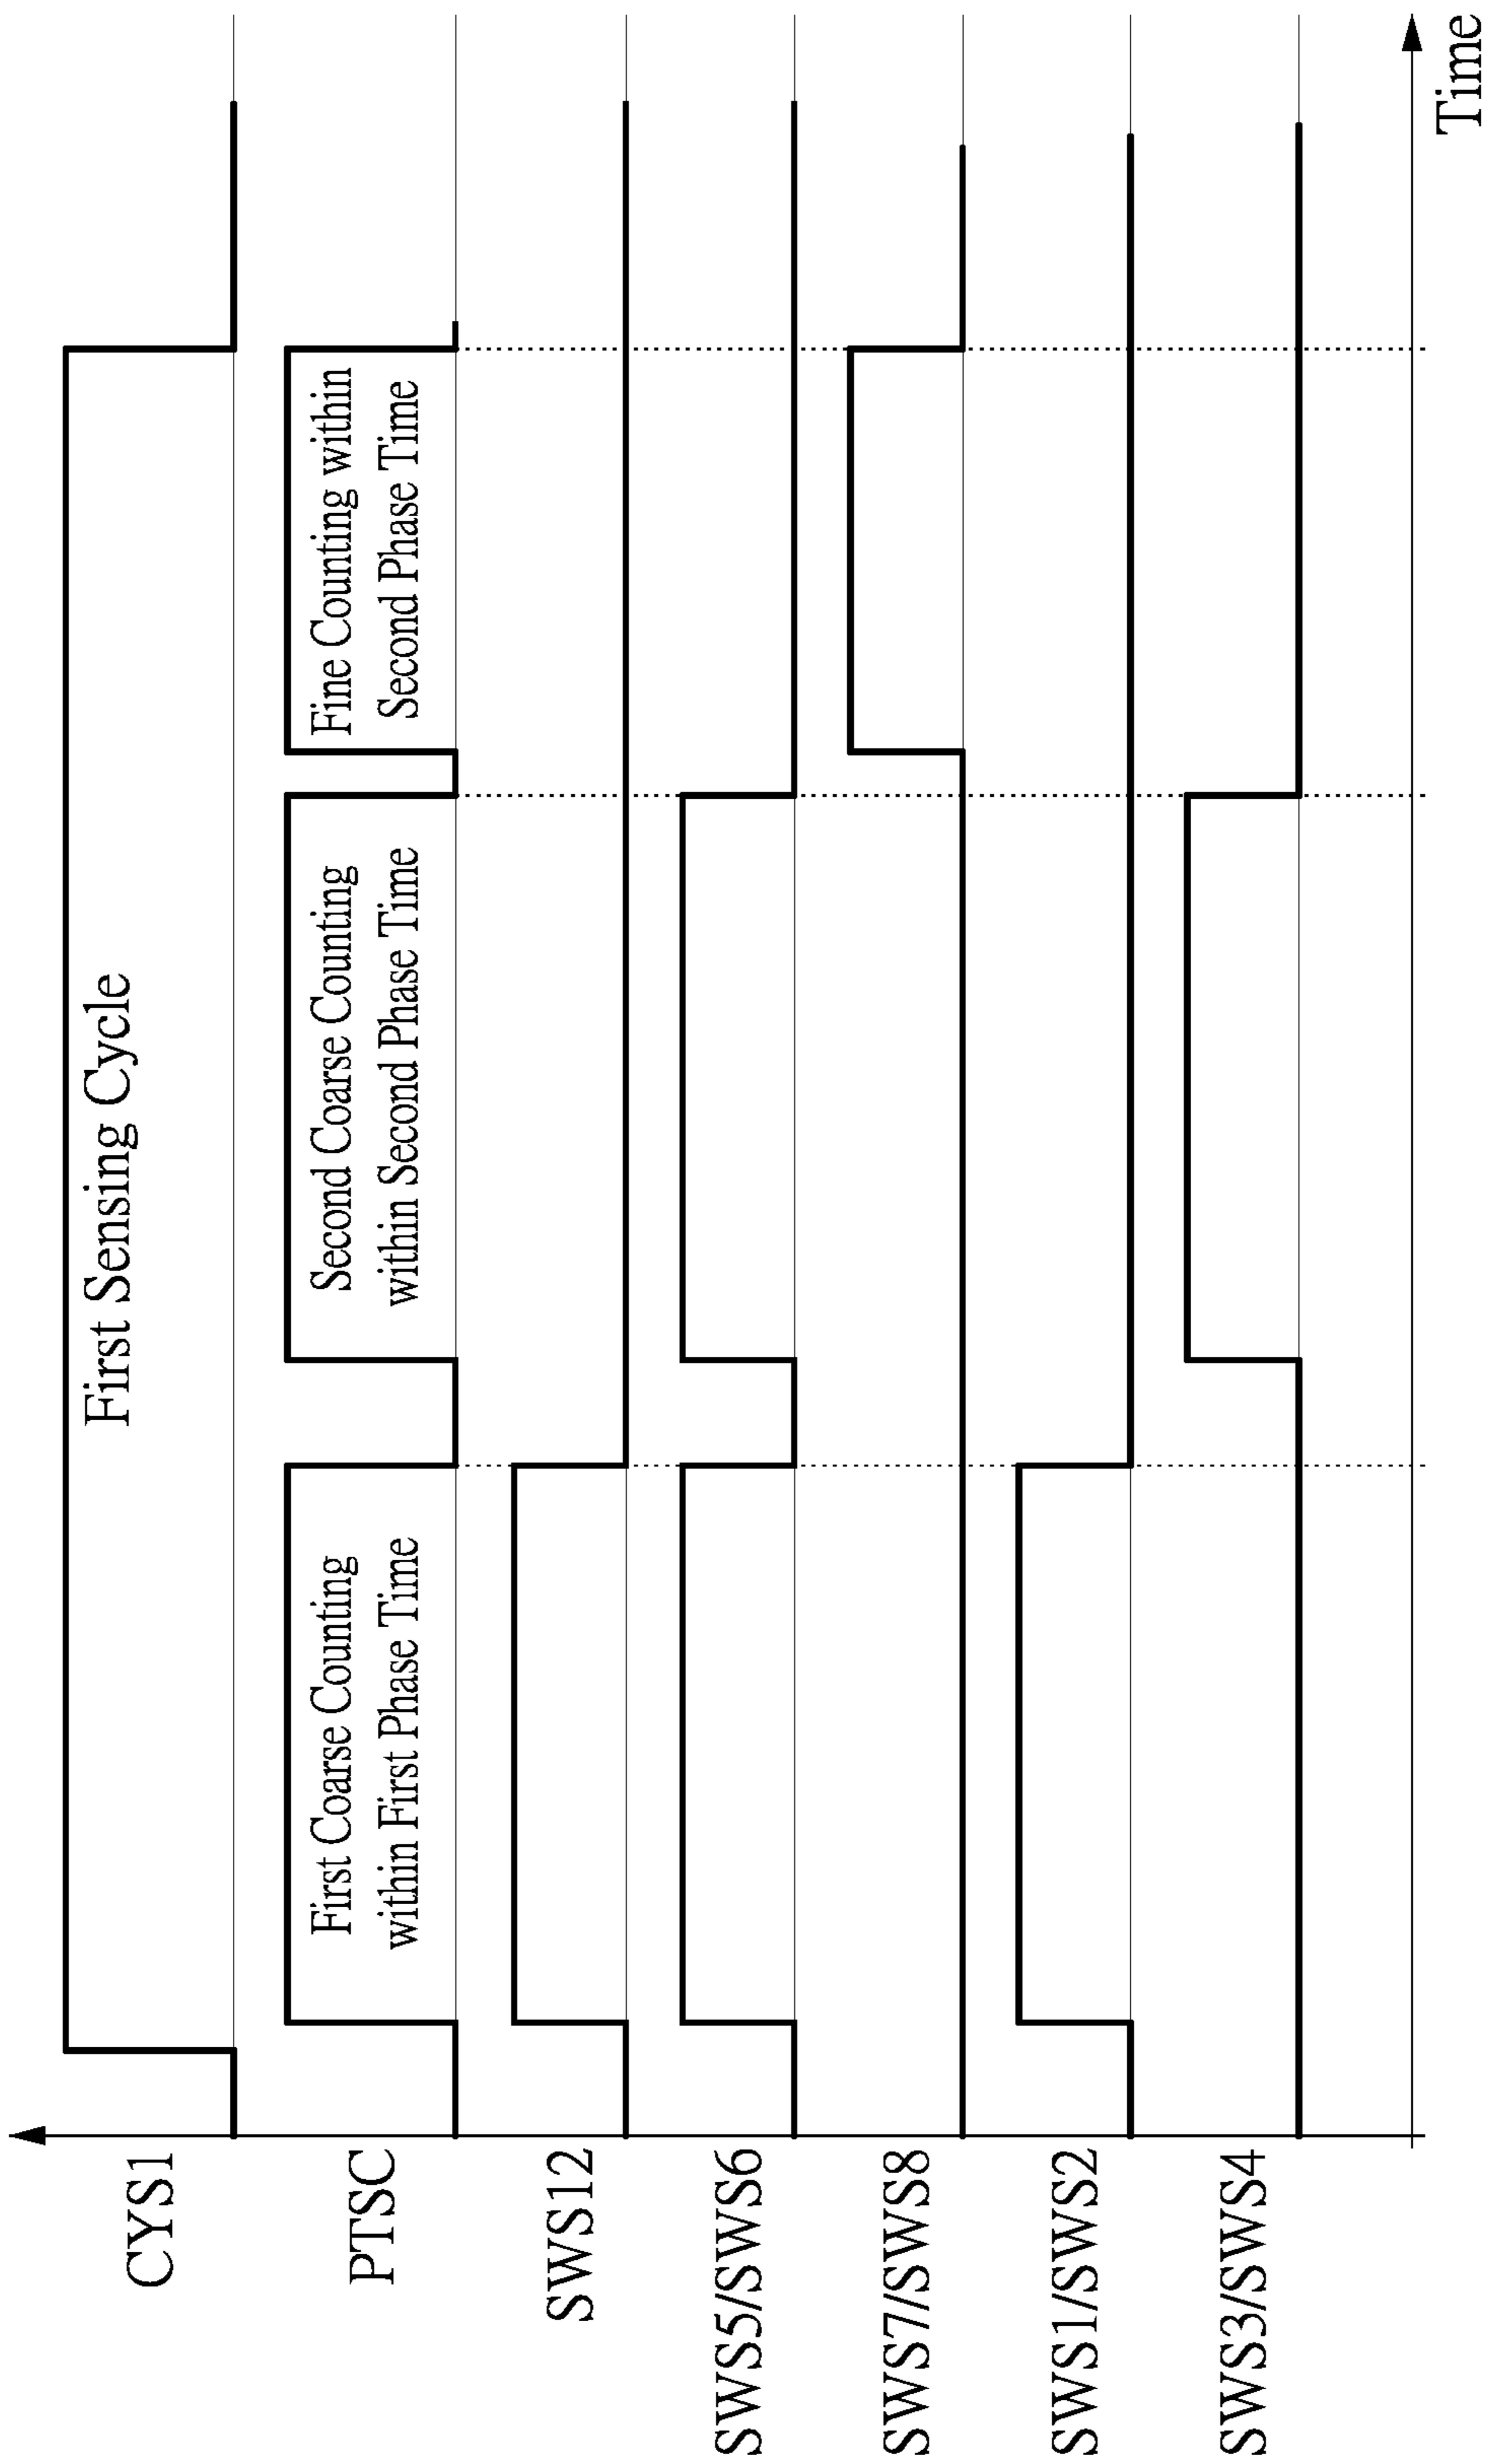 CYS1
First Sensing Cycle
PTSC
First Coarse Counting
within First Phase Time
Second Coarse Counting
within Second Phase Time
Fine Counting within
Second Phase Time
SWS12
SWS5/SWS6
SWS7/SWS8
SWS1/SWS2
SWS3/SWS4
Time